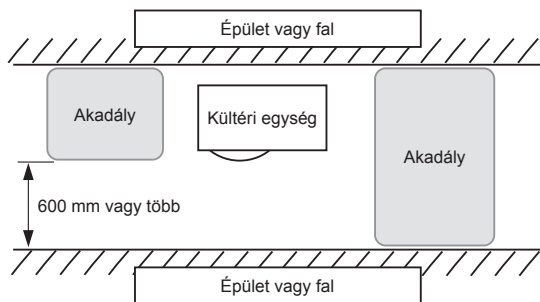 Épület vagy fal
Akadály
Kültéri egység
Akadály
600 mm vagy több
Épület vagy fal